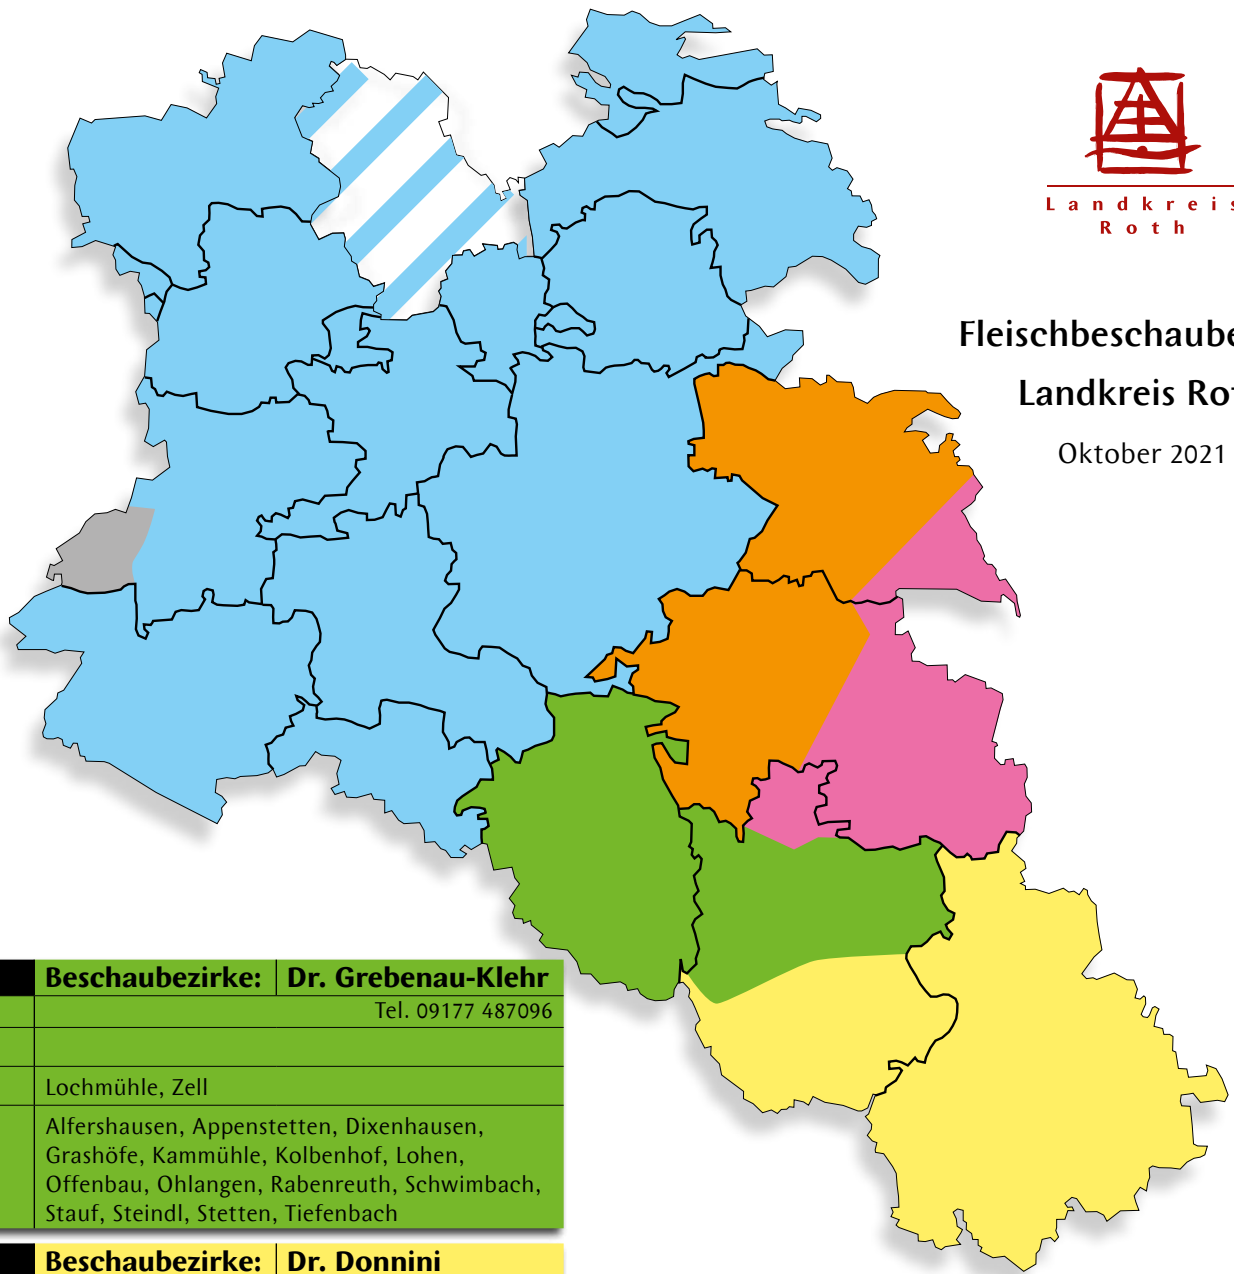 Landkreis
Roth
Fleischbeschaube
Landkreis Rot
Oktober 2021
Beschaubezirke: Dr. Grebenau-Klehr
Tel. 09177 487096
Lochmühle, Zell
Alfershausen, Appenstetten, Dixenhausen,
Grashöfe, Kammühle, Kolbenhof, Lohen,
Offenbau, Ohlangen, Rabenreuth, Schwimbach,
Stauf, Steindl, Stetten, Tiefenbach
Beschaubezirke: Dr. Donnini